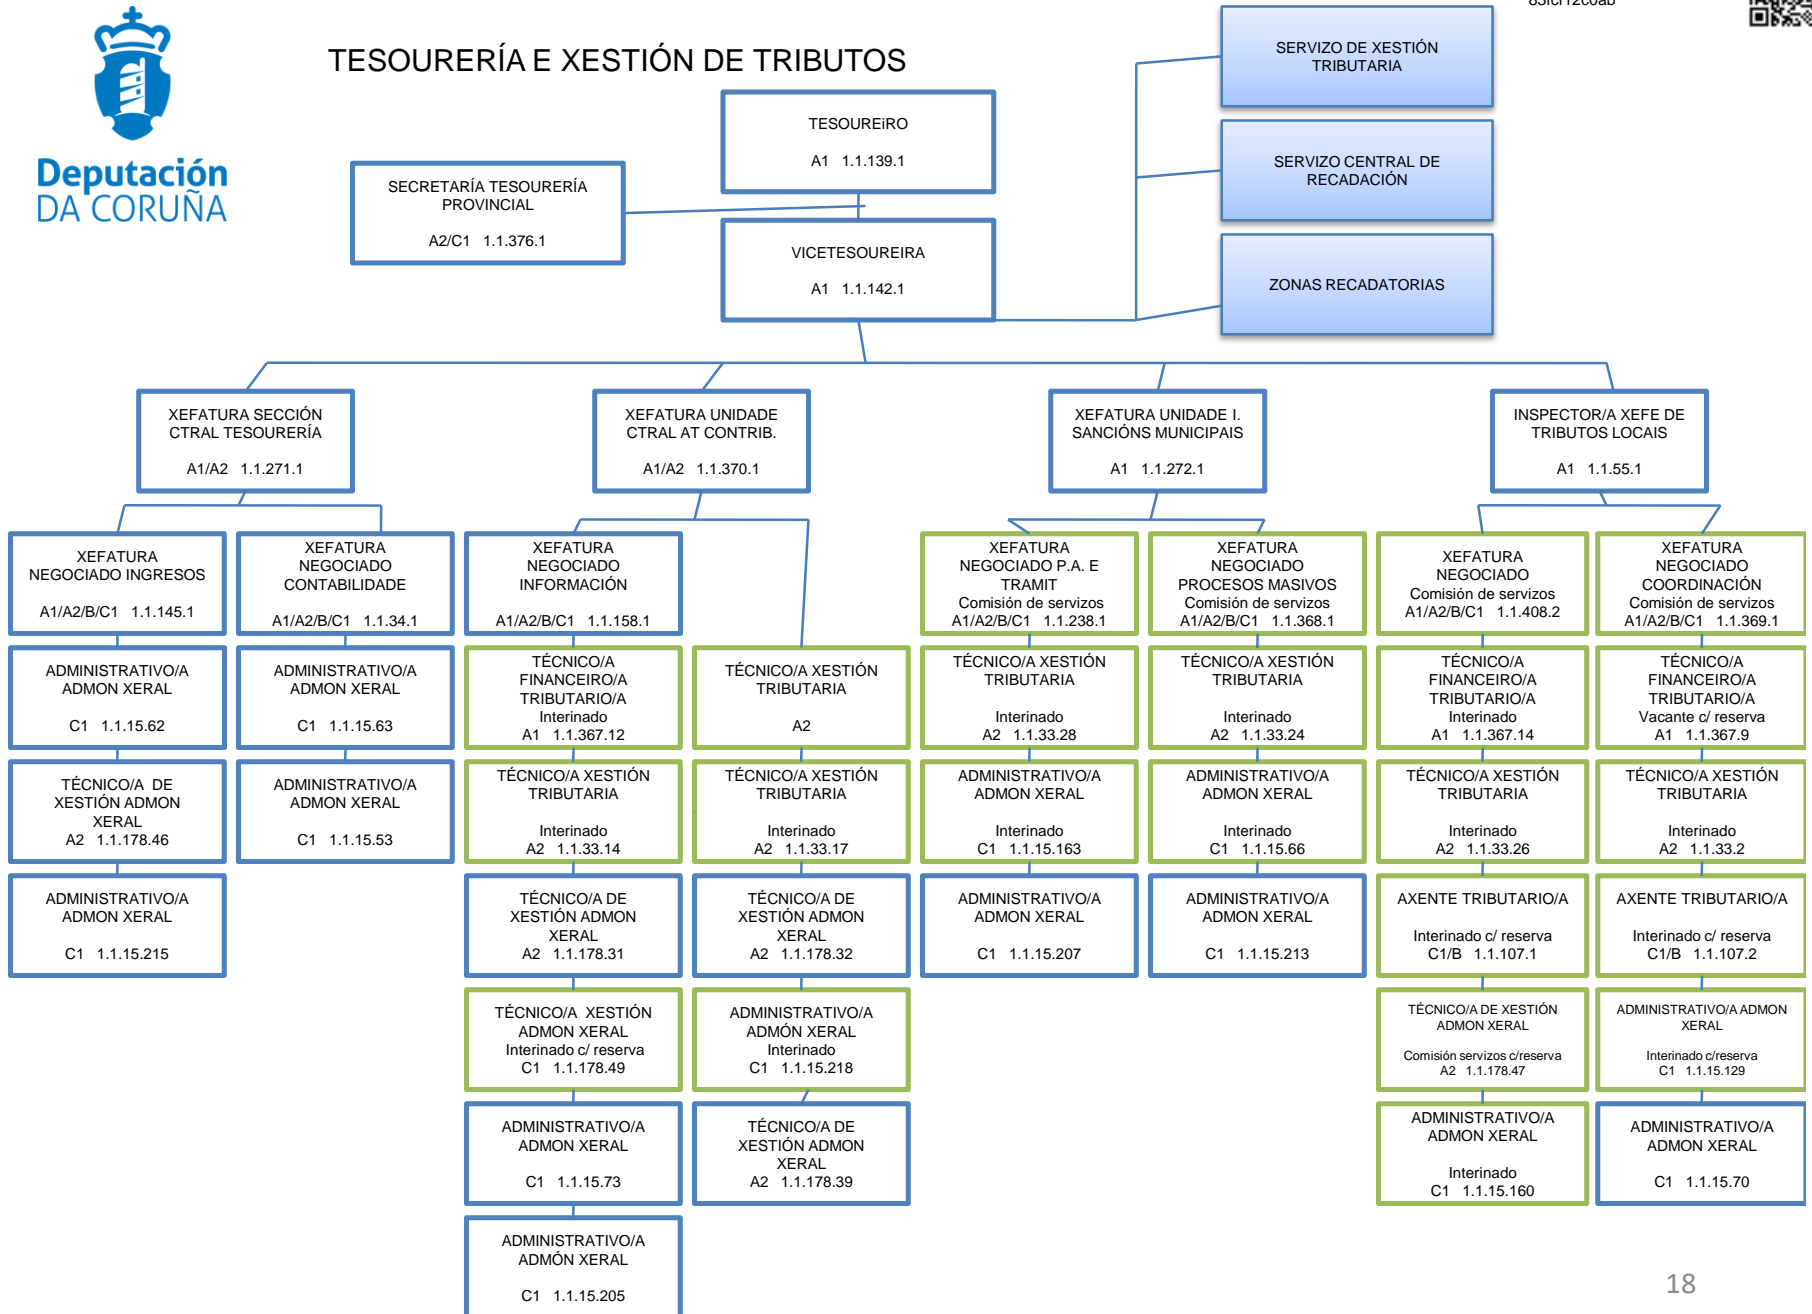 83fcf12c0ab
Deputación
DA CORUÑA
TESOURERÍA E XESTIÓN DE TRIBUTOS
SERVIZO DE XESTIÓN
TRIBUTARIA
SERVIZO CENTRAL DE
RECADACIÓN
ZONAS RECADATORIAS
TESOUREiRO
A1 1.1.139.1
SECRETARÍA TESOURERÍA
PROVINCIAL
A2/C1 1.1.376.1
VICETESOUREIRA
A1 1.1.142.1
XEFATURA SECCIÓN
CTRAL TESOURERÍA
A1/A2 1.1.271.1
XEFATURA UNIDADE
CTRAL AT CONTRIB.
A1/A2 1.1.370.1
XEFATURA UNIDADE I.
SANCIÓNS MUNICIPAIS
A1 1.1.272.1
INSPECTOR/A XEFE DE
TRIBUTOS LOCAIS
A1 1.1.55.1
XEFATURA
NEGOCIADO INGRESOS
A1/A2/B/C1 1.1.145.1
ADMINISTRATIVO/A
ADMON XERAL
C1 1.1.15.62
TÉCNICO/A DE
XESTIÓN ADMON
XERAL
A2 1.1.178.46
ADMINISTRATIVO/A
ADMON XERAL
C1 1.1.15.215
XEFATURA
NEGOCIADO
CONTABILIDADE
A1/A2/B/C1 1.1.34.1
ADMINISTRATIVO/A
ADMON XERAL
C1 1.1.15.63
ADMINISTRATIVO/A
ADMON XERAL
C1 1.1.15.53
XEFATURA
NEGOCIADO
INFORMACIÓN
A1/A2/B/C1 1.1.158.1
TÉCNICO/A
FINANCEIRO/A
TRIBUTARIO/A
Interinado
A1 1.1.367.12
TÉCNICO/A XESTIÓN
TRIBUTARIA
Interinado
A2 1.1.33.14
TÉCNICO/A DE
XESTIÓN ADMON
XERAL
A2 1.1.178.31
TÉCNICO/A XESTIÓN
ADMON XERAL
Interinado c/ reserva
C1 1.1.178.49
ADMINISTRATIVO/A
ADMON XERAL
C1 1.1.15.73
ADMINISTRATIVO/A
ADMÓN XERAL
C1 1.1.15.205
TÉCNICO/A XESTIÓN
TRIBUTARIA
A2
TÉCNICO/A XESTIÓN
TRIBUTARIA
Interinado
A2 1.1.33.17
TÉCNICO/A DE
XESTIÓN ADMON
XERAL
A2 1.1.178.32
ADMINISTRATIVO/A
ADMÓN XERAL
Interinado
C1 1.1.15.218
TÉCNICO/A DE
XESTIÓN ADMON
XERAL
A2 1.1.178.39
XEFATURA
NEGOCIADO P.A. E
TRAMIT
Comisión de servizos
A1/A2/B/C1 1.1.238.1
TÉCNICO/A XESTIÓN
TRIBUTARIA
Interinado
A2 1.1.33.28
ADMINISTRATIVO/A
ADMON XERAL
Interinado
C1 1.1.15.163
ADMINISTRATIVO/A
ADMON XERAL
C1 1.1.15.207
XEFATURA
NEGOCIADO
PROCESOS MASIVOS
Comisión de servizos
A1/A2/B/C1 1.1.368.1
TÉCNICO/A XESTIÓN
TRIBUTARIA
Interinado
A2 1.1.33.24
ADMINISTRATIVO/A
ADMON XERAL
Interinado
C1 1.1.15.66
ADMINISTRATIVO/A
ADMON XERAL
C1 1.1.15.213
XEFATURA
NEGOCIADO
Comisión de servizos
A1/A2/B/C1 1.1.408.2
TÉCNICO/A
FINANCEIRO/A
TRIBUTARIO/A
Interinado
A1 1.1.367.14
TÉCNICO/A XESTIÓN
TRIBUTARIA
Interinado
A2 1.1.33.26
AXENTE TRIBUTARIO/A
Interinado c/ reserva
C1/B 1.1.107.1
TÉCNICO/A DE XESTIÓN
ADMON XERAL
Comisión servizos c/reserva
A2 1.1.178.47
ADMINISTRATIVO/A
ADMON XERAL
Interinado
C1 1.1.15.160
XEFATURA
NEGOCIADO
COORDINACIÓN
Comisión de servizos
A1/A2/B/C1 1.1.369.1
TÉCNICO/A
FINANCEIRO/A
TRIBUTARIO/A
Vacante c/ reserva
A1 1.1.367.9
TÉCNICO/A XESTIÓN
TRIBUTARIA
Interinado
A2 1.1.33.2
AXENTE TRIBUTARIO/A
Interinado c/ reserva
C1/B 1.1.107.2
ADMINISTRATIVO/A ADMON
XERAL
Interinado c/reserva
C1 1.1.15.129
ADMINISTRATIVO/A
ADMON XERAL
C1 1.1.15.70
18